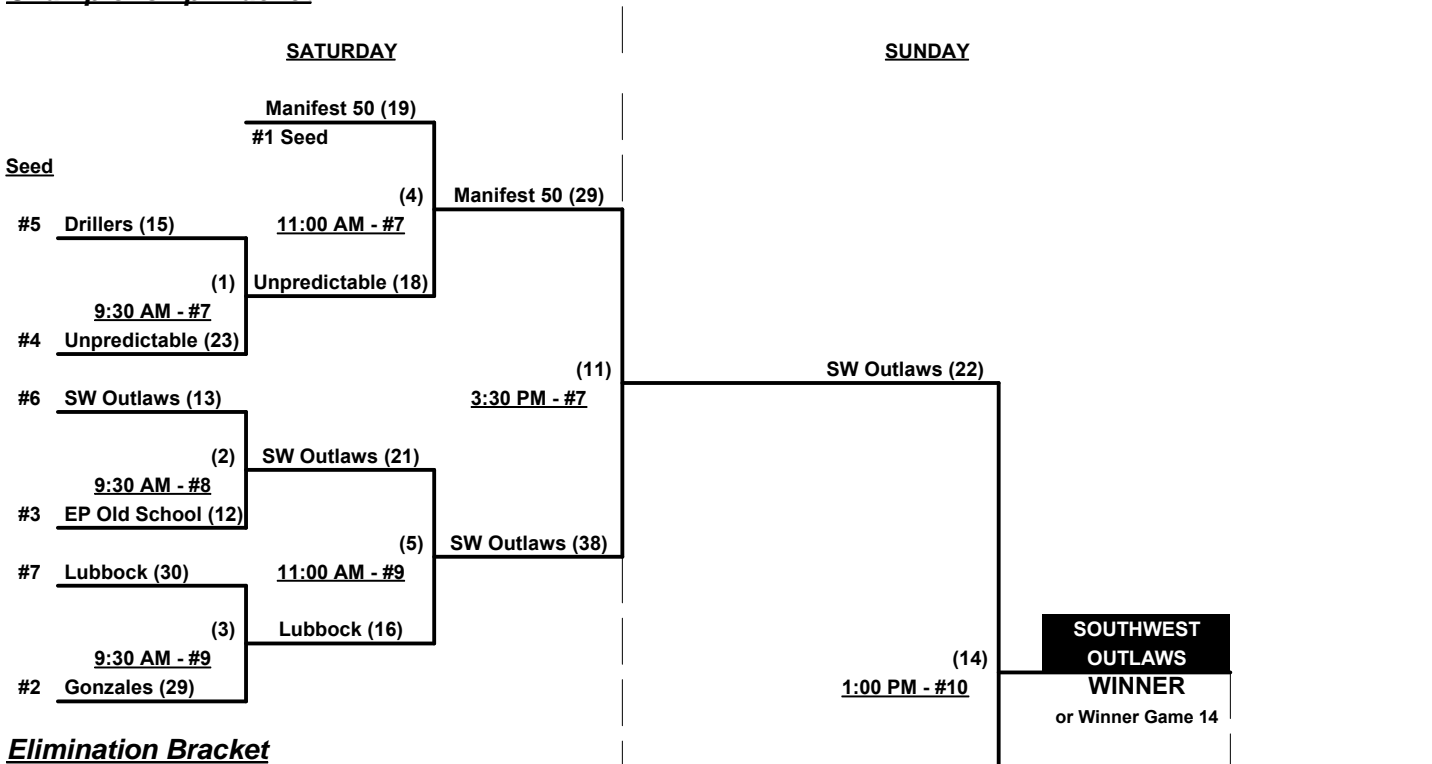 SATURDAY
SUNDAY
Manifest 50 (19)
#1 Seed
Seed
(4)
Manifest 50 (29)
#5 Drillers (15)
11:00 AM - #7
(1)
Unpredictable (18)
9:30 AM - #7
#4 Unpredictable (23)
(11)
SW Outlaws (22)
#6 SW Outlaws (13)
3:30 PM - #7
(2)
SW Outlaws (21)
9:30 AM - #8
#3 EP Old School (12)
(5)
SW Outlaws (38)
#7 Lubbock (30)
11:00 AM - #9
(3)
Lubbock (16)
SOUTHWEST
9:30 AM - #9
(14)
OUTLAWS
#2 Gonzales (29)
1:00 PM - #10
WINNER
or Winner Game 14
Elimination Bracket